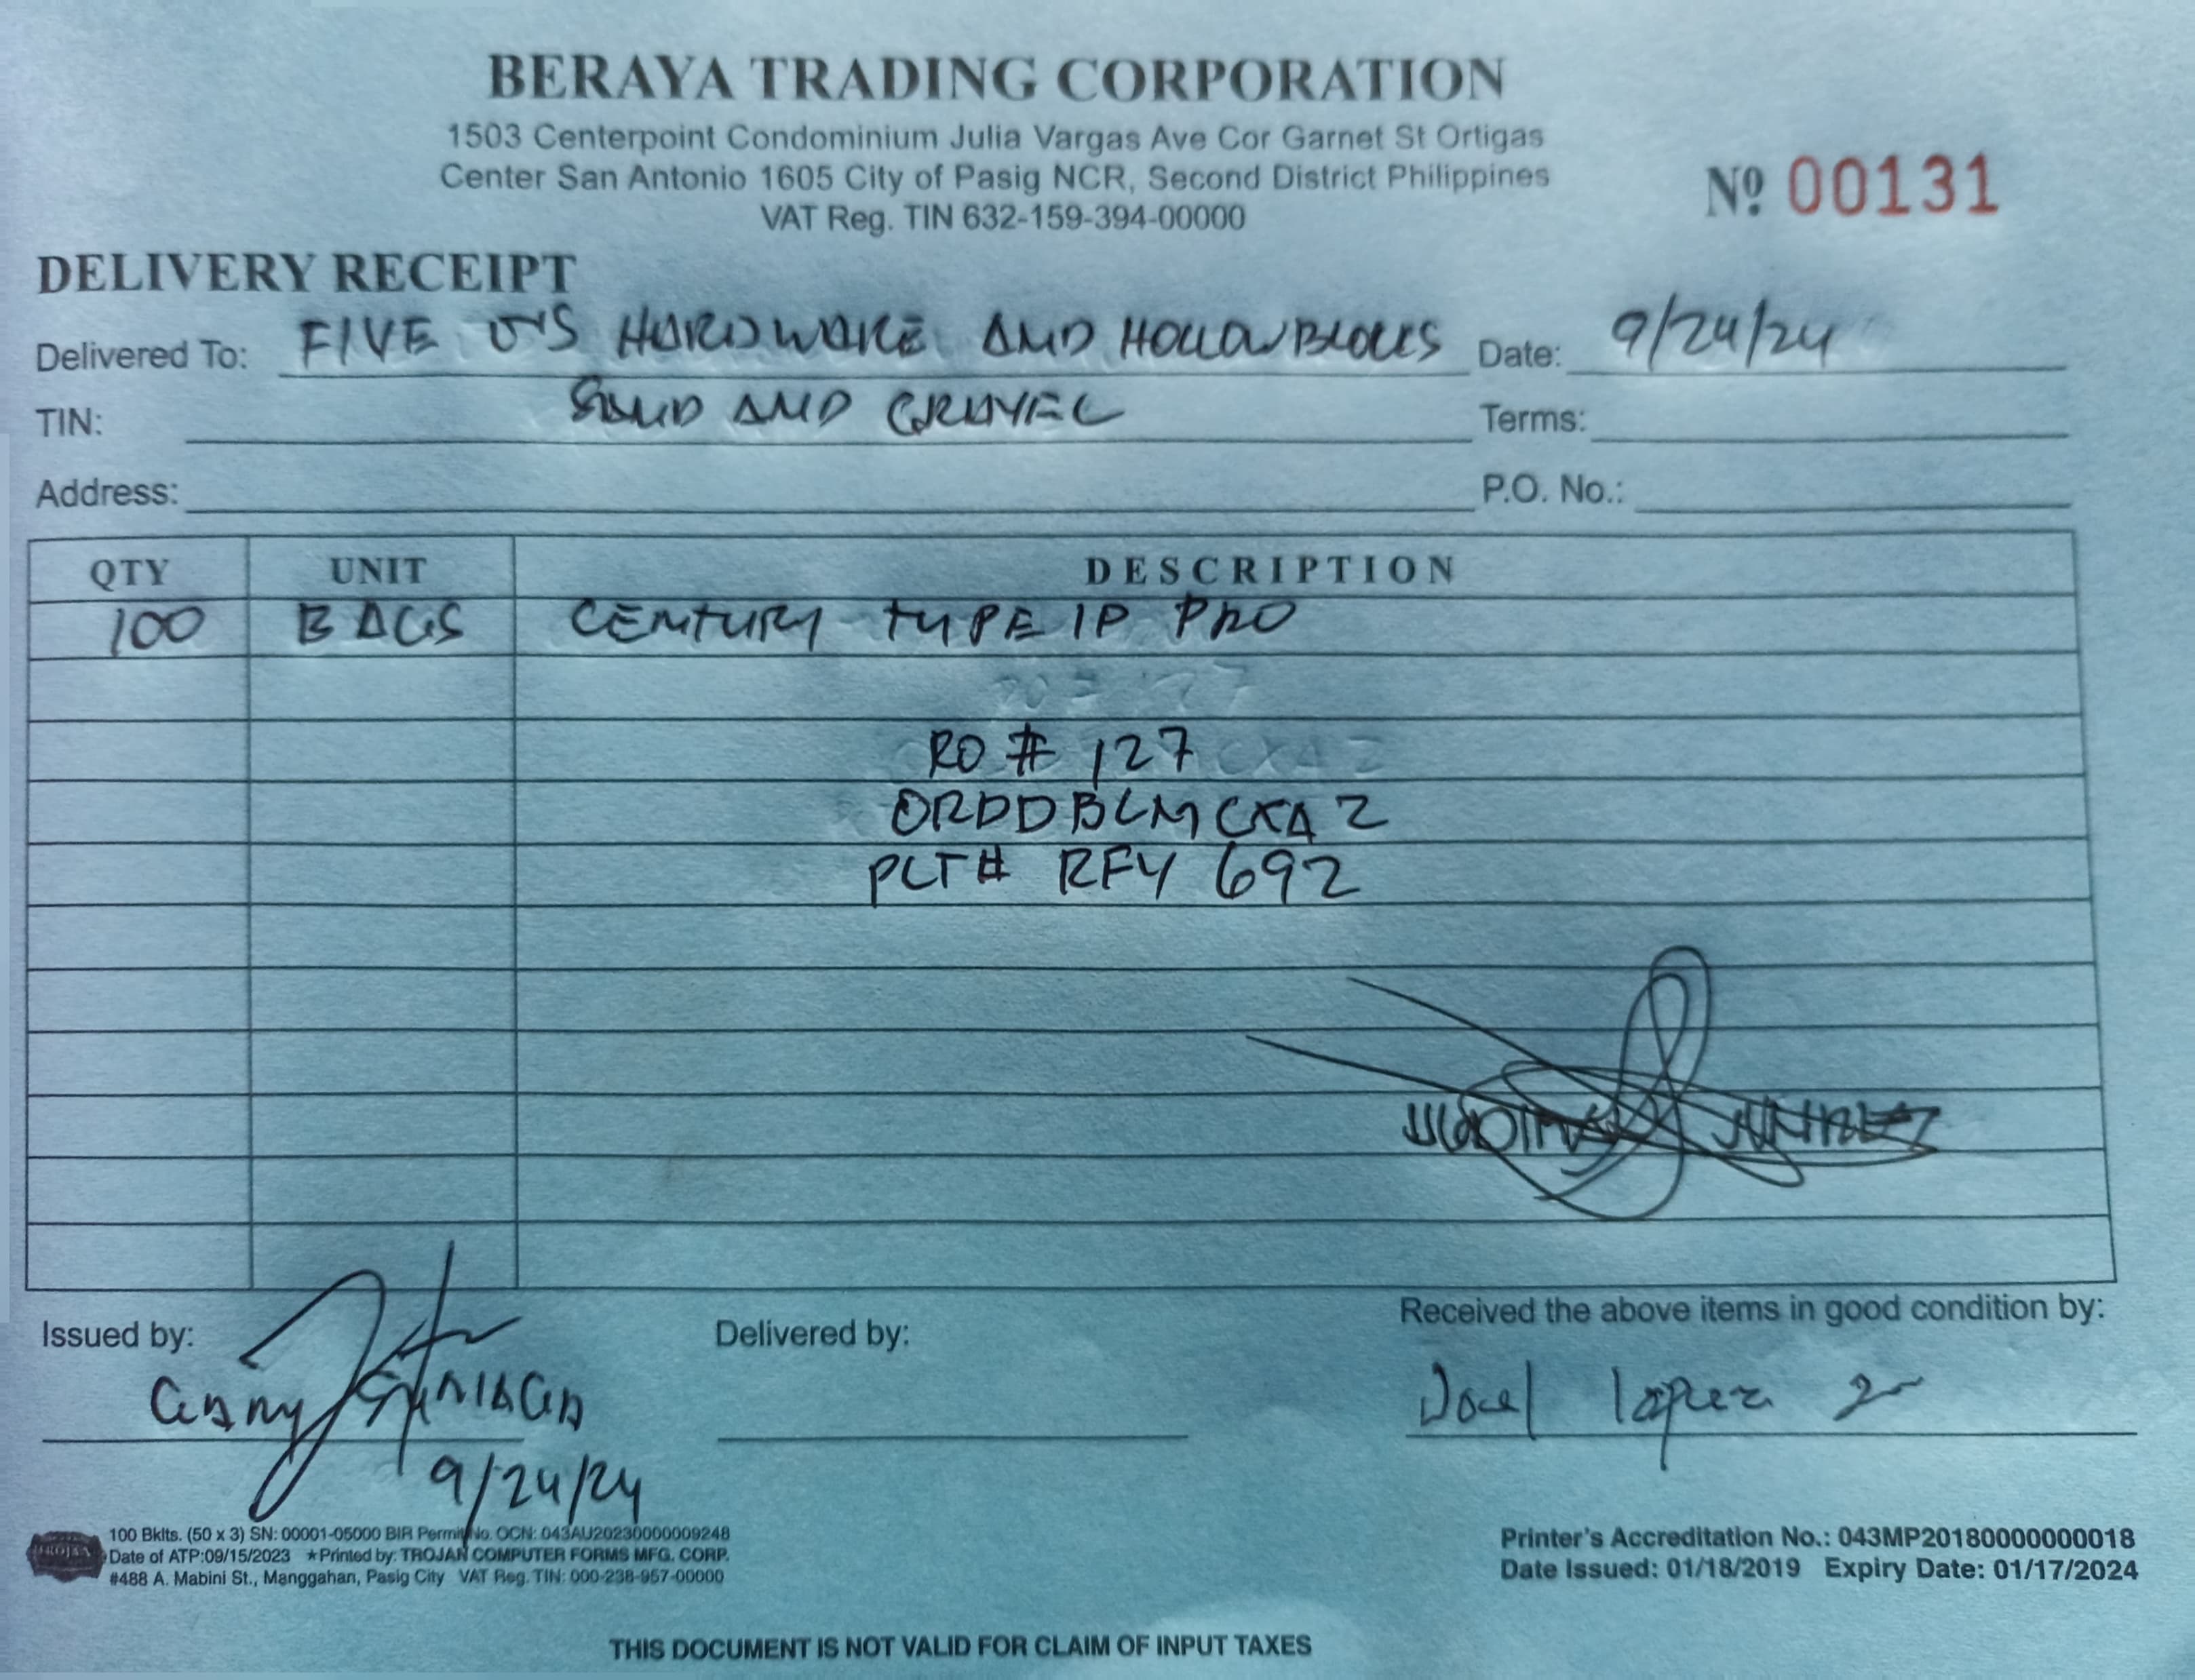 BERAYA TRADING CORPORATION
1503 Centerpoint Condominium Julia Vargas Ave Cor Garnet St Ortigas
Center San Antonio 1605 City of Pasig NCR, Second District Philippines
VAT Reg. TIN 632-159-394-00000
Nº 00131
DELIVERY RECEIPT
Delivered To: FIVE HARDWARE AND HOLLOWBLOCKS Date: 9/24/24
TIN: SAND AND GRAVEL Terms:
Address: P.O. No.:
QTY UNIT DESCRIPTION
100 BAGS CENTURY TYPE 1P PRO
RO # 127
ORDDBLMCXA2
PLT# RFY 692
Issued by: Delivered by: Received the above items in good condition by:
Lopez
9/24/24
100 Bklts. (50 x 3) SN: 00001-05000 BIR Permit No. OCN: 043AU20230000009248
Date of ATP:09/15/2023 ★Printed by: TROJAN COMPUTER FORMS MFG. CORP.
#488 A. Mabini St., Manggahan, Pasig City VAT Reg. TIN: 000-238-957-00000
TROJAN
Printer's Accreditation No.: 043MP20180000000018
Date Issued: 01/18/2019 Expiry Date: 01/17/2024
THIS DOCUMENT IS NOT VALID FOR CLAIM OF INPUT TAXES